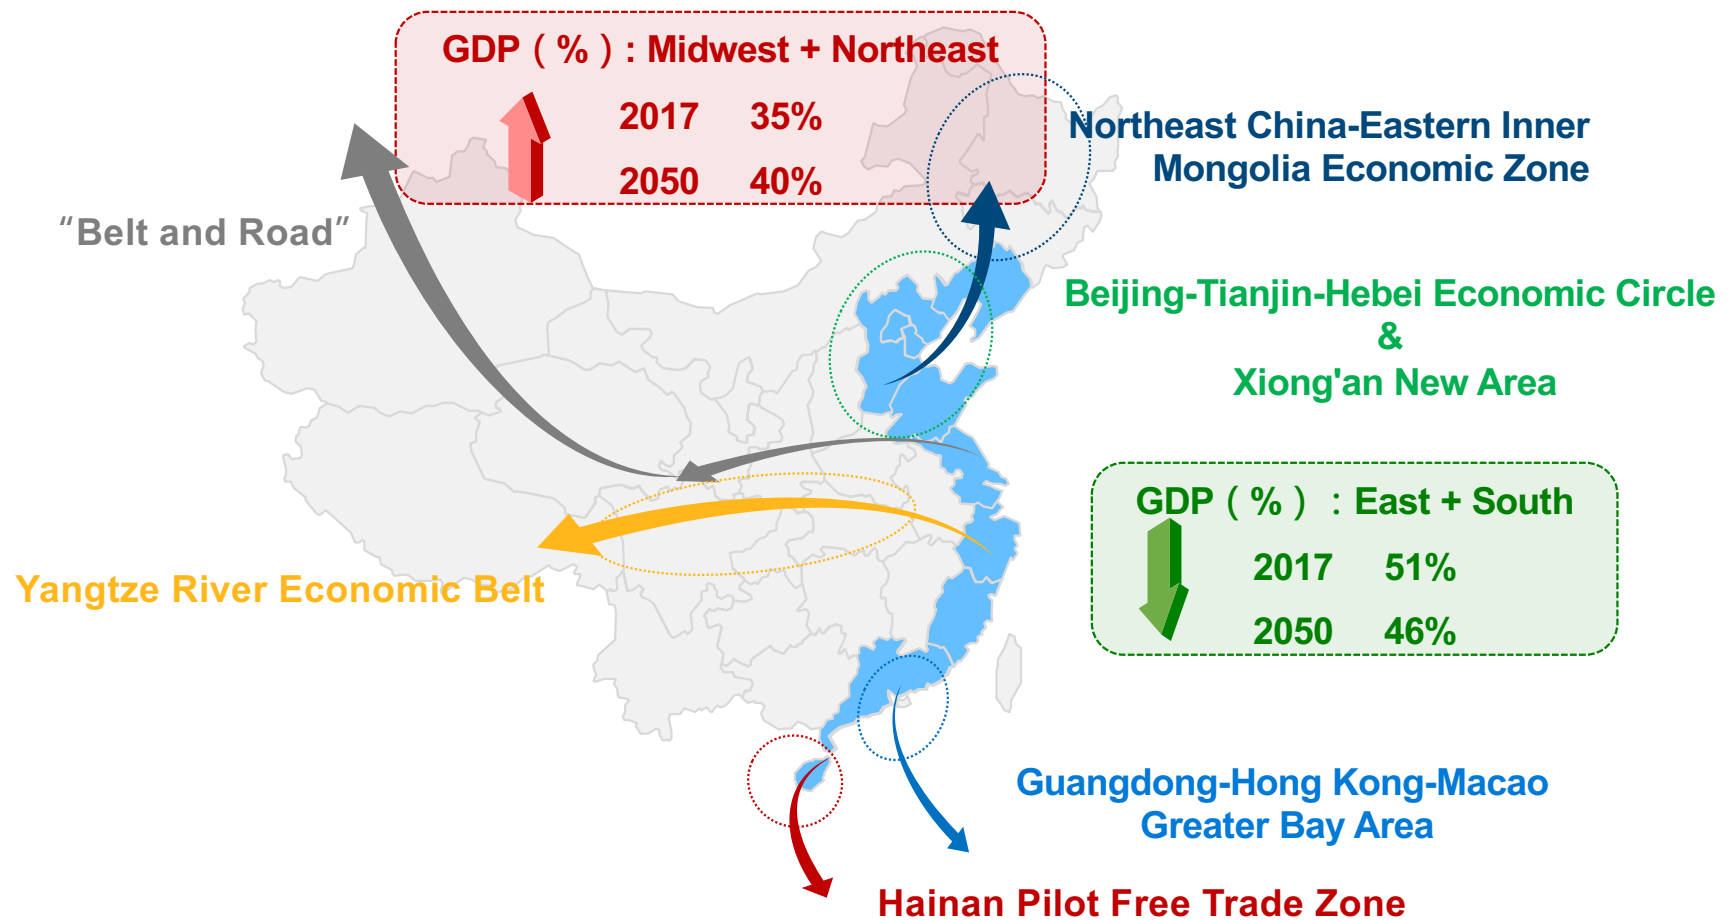 GDP（%）: Midwest + Northeast
2017 35%
2050 40%
Northeast China-Eastern Inner
Mongolia Economic Zone
“Belt and Road”
Beijing-Tianjin-Hebei Economic Circle
&
Xiong'an New Area
GDP（%）: East + South
2017 51%
2050 46%
Yangtze River Economic Belt
Guangdong-Hong Kong-Macao
Greater Bay Area
Hainan Pilot Free Trade Zone